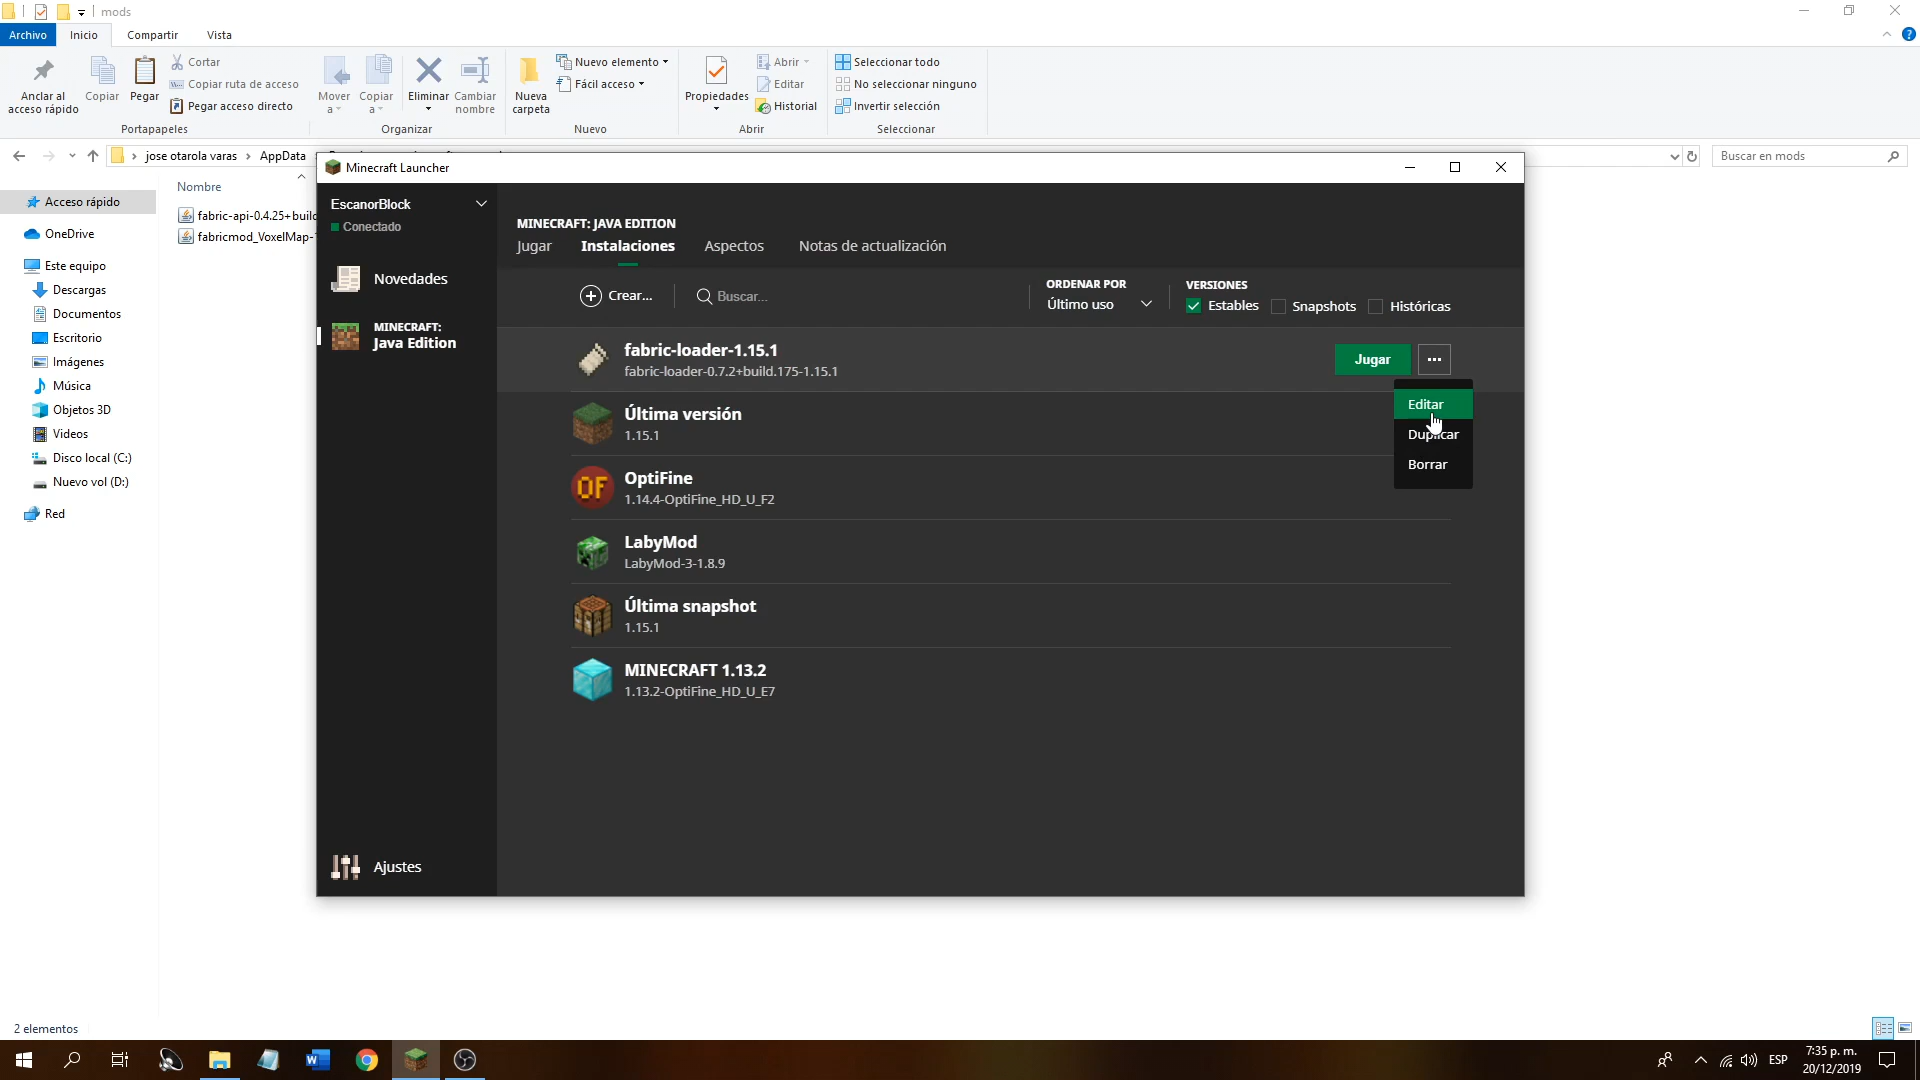 mods
Archivo
Inicio
Compartir
Vista
Anclar al
acceso rápido
Copiar
Pegar
Cortar
Copiar ruta de acceso
Pegar acceso directo
Portapapeles
Mover
a
Copiar
a
Eliminar
Cambiar
nombre
Organizar
Nueva
carpeta
Nuevo elemento
Fácil acceso
Nuevo
Propiedades
Abrir
Editar
Historial
Abrir
Seleccionar todo
No seleccionar ninguno
Invertir selección
Seleccionar
jose otarola varas > AppData
Buscar en mods
Acceso rápido
OneDrive
Este equipo
Descargas
Documentos
Escritorio
Imágenes
Música
Objetos 3D
Videos
Disco local (C:)
Nuevo vol (D:)
Red
Nombre
fabric-api-0.4.25+build
fabricmod_VoxelMap-
Minecraft Launcher
EscanorBlock
Conectado
Novedades
MINECRAFT:
Java Edition
Ajustes
MINECRAFT: JAVA EDITION
Jugar
Instalaciones
Aspectos
Notas de actualización
Crear...
Buscar...
ORDENAR POR
Último uso
VERSIONES
Estables
Snapshots
Históricas
fabric-loader-1.15.1
fabric-loader-0.7.2+build.175-1.15.1
Jugar
...
Editar
Duplicar
Borrar
Última versión
1.15.1
OF
OptiFine
1.14.4-OptiFine_HD_U_F2
LabyMod
LabyMod-3-1.8.9
Última snapshot
1.15.1
MINECRAFT 1.13.2
1.13.2-OptiFine_HD_U_E7
2 elementos
ESP
7:35 p. m.
20/12/2019